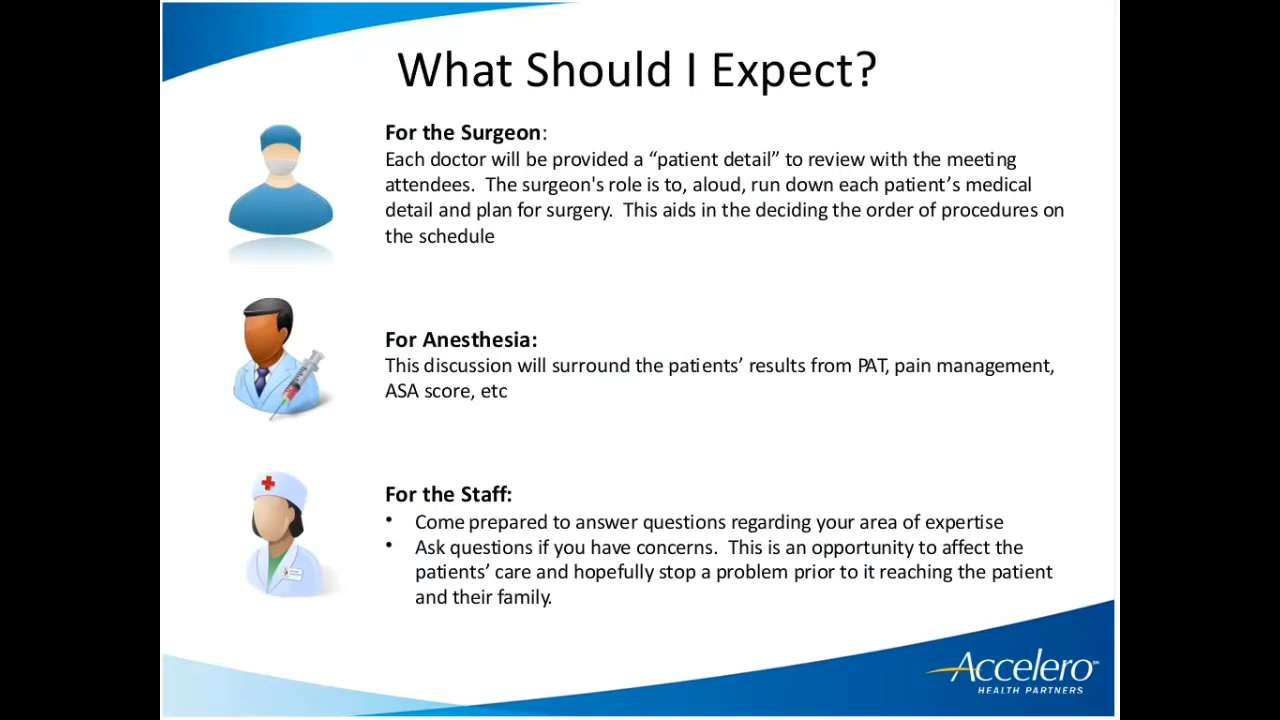 What Should I Expect?
For the Surgeon:
Each doctor will be provided a “patient detail” to review with the meeting
attendees.  The surgeon's role is to, aloud, run down each patient’s medical
detail and plan for surgery.  This aids in the deciding the order of procedures on
the schedule
For Anesthesia:
This discussion will surround the patients’ results from PAT, pain management,
ASA score, etc
For the Staff:
• Come prepared to answer questions regarding your area of expertise
• Ask questions if you have concerns.  This is an opportunity to affect the
patients’ care and hopefully stop a problem prior to it reaching the patient
and their family.
Accelero
HEALTH PARTNERS